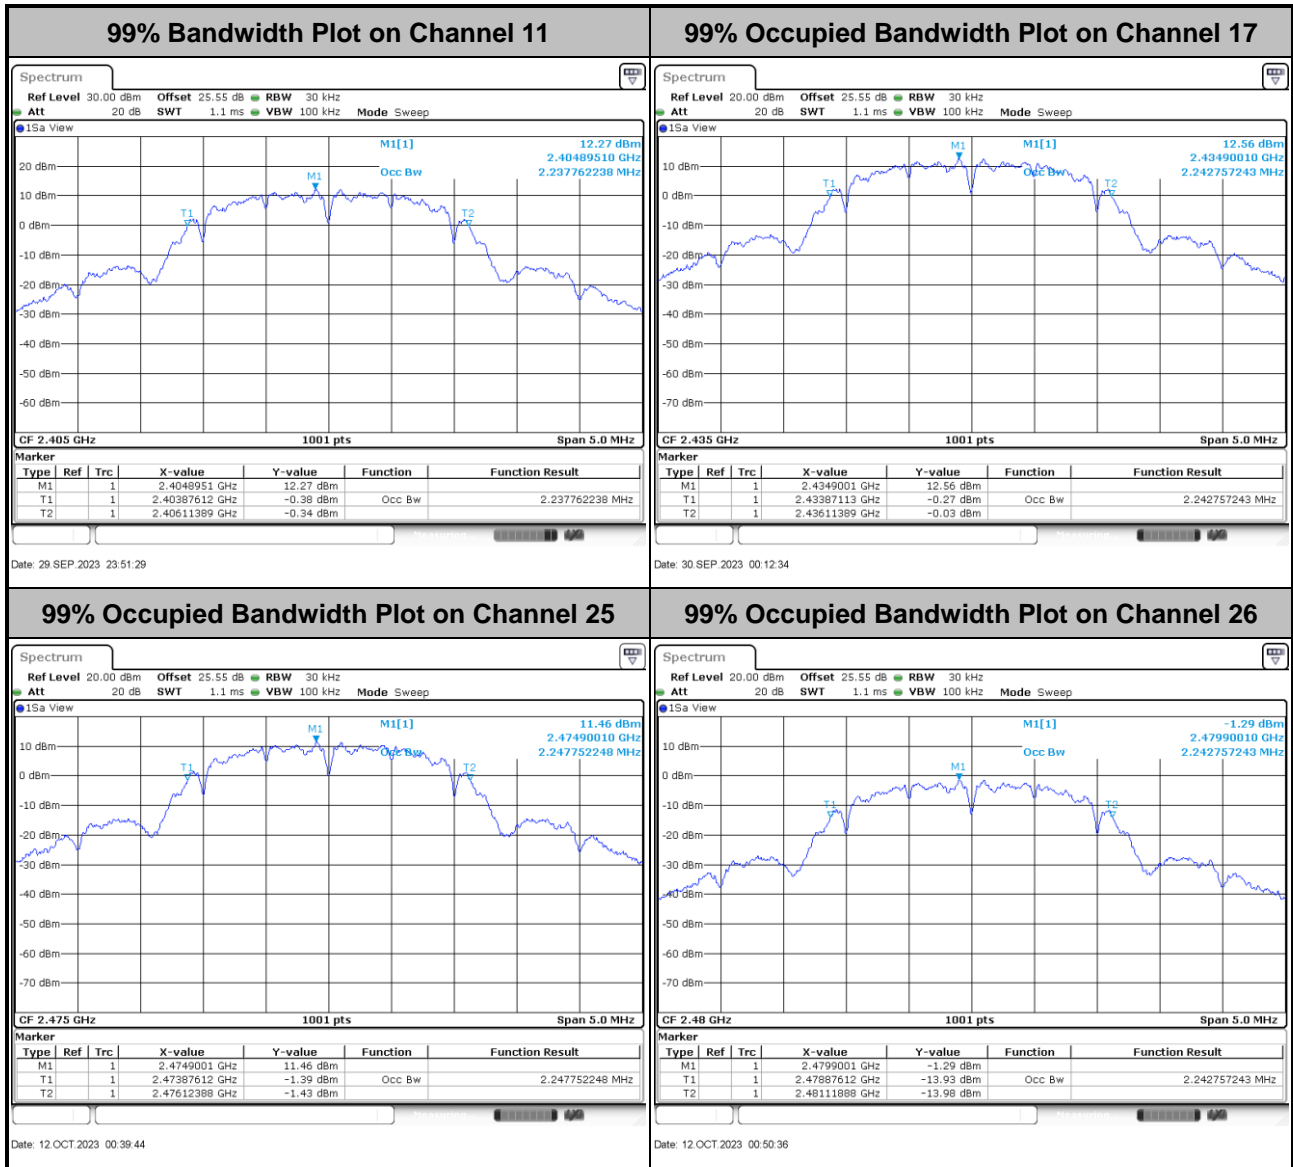 99% Bandwidth Plot on Channel 11
Spectrum
Ref Level 30.00 dBm Offset 25.55 dB RBW 30 kHz
Att 20 dB SWT 1.1 ms VBW 100 kHz Mode Sweep
1Sa View
M1[1] 12.27 dBm
2.40489510 GHz
Occ Bw 2.237762238 MHz
M1
T1
T2
20 dBm
10 dBm
0 dBm
-10 dBm
-20 dBm
-30 dBm
-40 dBm
-50 dBm
-60 dBm
CF 2.405 GHz 1001 pts Span 5.0 MHz
Marker
Type Ref Trc X-value Y-value Function Function Result
M1 1 2.4048951 GHz 12.27 dBm
T1 1 2.40387612 GHz -0.38 dBm Occ Bw 2.237762238 MHz
T2 1 2.40611389 GHz -0.34 dBm
Date: 29.SEP.2023 23:51:29
99% Occupied Bandwidth Plot on Channel 17
Spectrum
Ref Level 20.00 dBm Offset 25.55 dB RBW 30 kHz
Att 20 dB SWT 1.1 ms VBW 100 kHz Mode Sweep
1Sa View
M1[1] 12.56 dBm
2.43490010 GHz
Occ Bw 2.242757243 MHz
M1
T1
T2
10 dBm
0 dBm
-10 dBm
-20 dBm
-30 dBm
-40 dBm
-50 dBm
-60 dBm
-70 dBm
CF 2.435 GHz 1001 pts Span 5.0 MHz
Marker
Type Ref Trc X-value Y-value Function Function Result
M1 1 2.4349001 GHz 12.56 dBm
T1 1 2.43387113 GHz -0.27 dBm Occ Bw 2.242757243 MHz
T2 1 2.43611389 GHz -0.03 dBm
Date: 30.SEP.2023 00:12:34
99% Occupied Bandwidth Plot on Channel 25
Spectrum
Ref Level 20.00 dBm Offset 25.55 dB RBW 30 kHz
Att 20 dB SWT 1.1 ms VBW 100 kHz Mode Sweep
1Sa View
M1[1] 11.46 dBm
2.47490010 GHz
Occ Bw 2.247752248 MHz
M1
T1
T2
10 dBm
0 dBm
-10 dBm
-20 dBm
-30 dBm
-40 dBm
-50 dBm
-60 dBm
-70 dBm
CF 2.475 GHz 1001 pts Span 5.0 MHz
Marker
Type Ref Trc X-value Y-value Function Function Result
M1 1 2.4749001 GHz 11.46 dBm
T1 1 2.47387612 GHz -1.39 dBm Occ Bw 2.247752248 MHz
T2 1 2.47612388 GHz -1.43 dBm
Date: 12.OCT.2023 00:39:44
99% Occupied Bandwidth Plot on Channel 26
Spectrum
Ref Level 20.00 dBm Offset 25.55 dB RBW 30 kHz
Att 20 dB SWT 1.1 ms VBW 100 kHz Mode Sweep
1Sa View
M1[1] -1.29 dBm
2.47990010 GHz
Occ Bw 2.242757243 MHz
M1
T1
T2
10 dBm
0 dBm
-10 dBm
-20 dBm
-30 dBm
-40 dBm
-50 dBm
-60 dBm
-70 dBm
CF 2.48 GHz 1001 pts Span 5.0 MHz
Marker
Type Ref Trc X-value Y-value Function Function Result
M1 1 2.4799001 GHz -1.29 dBm
T1 1 2.47887612 GHz -13.93 dBm Occ Bw 2.242757243 MHz
T2 1 2.48111888 GHz -13.98 dBm
Date: 12.OCT.2023 00:50:36